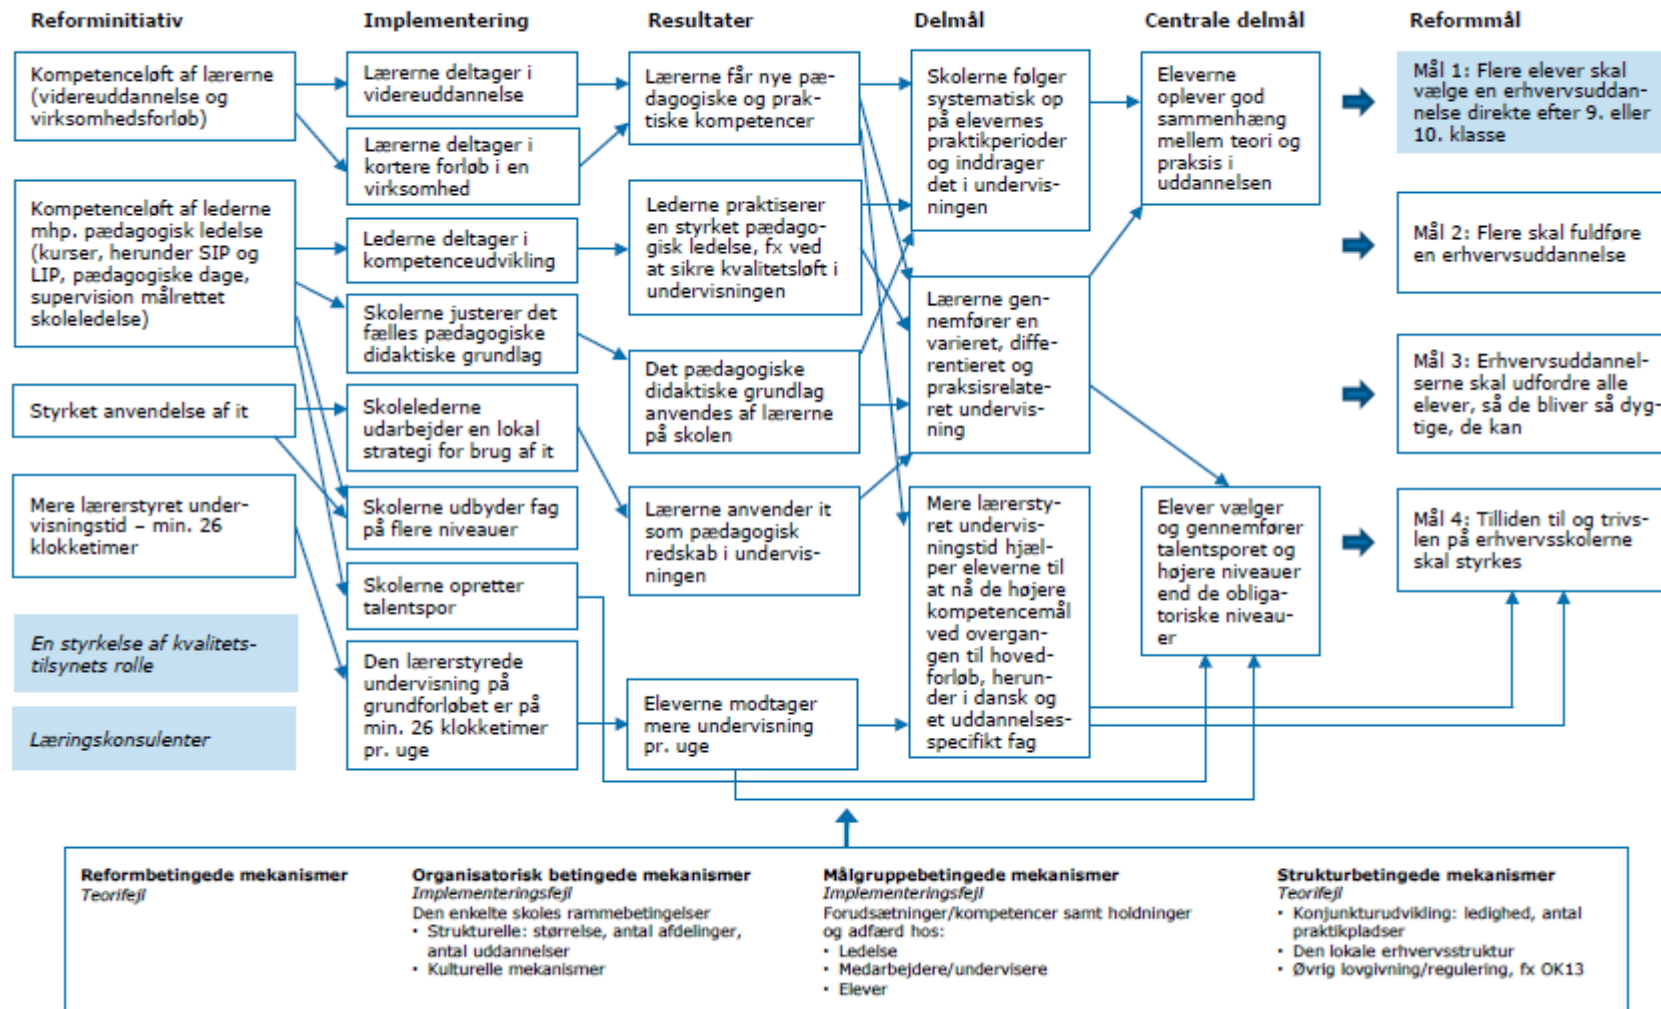 Reforminitiativ
Implementering
Resultater
Delmål
Centrale delmål
Reformmål
Kompetenceløft af lærerne
(videreuddannelse og
virksomhedsforløb)
Kompetenceløft af lederne
mhp. pædagogisk ledelse
(kurser, herunder SIP og
LIP, pædagogiske dage,
supervision målrettet
skoleledelse)
Styrket anvendelse af it
Mere lærerstyret under-
visningstid – min. 26
klokketimer
En styrkelse af kvalitets-
tilsynets rolle
Læringskonsulenter
Lærerne deltager i
videreuddannelse
Lærerne deltager i
kortere forløb i en
virksomhed
Lederne deltager i
kompetenceudvikling
Skolerne justerer det
fælles pædagogiske
didaktiske grundlag
Skolelederne
udarbejder en lokal
strategi for brug af it
Skolerne udbyder fag
på flere niveauer
Skolerne opretter
talentspor
Den lærerstyrede
undervisning på
grundforløbet er på
min. 26 klokketimer
pr. uge
Lærerne får nye pæ-
dagogiske og prak-
tiske kompetencer
Lederne praktiserer
en styrket pædago-
gisk ledelse, fx ved
at sikre kvalitetsløft i
undervisningen
Det pædagogiske
didaktiske grundlag
anvendes af lærerne
på skolen
Lærerne anvender it
som pædagogisk
redskab i undervis-
ningen
Eleverne modtager
mere undervisning
pr. uge
Skolerne følger
systematisk op
på elevernes
praktikperioder
og inddrager
det i undervis-
ningen
Lærerne gen-
nemfører en
varieret, diffe-
rentieret og
praksisrelate-
ret undervis-
ning
Mere lærersty-
ret undervis-
ningstid hjæl-
per eleverne til
at nå de højere
kompetencemål
ved overgan-
gen til hoved-
forløb, herun-
der i dansk og
et uddannelses-
specifikt fag
Eleverne
oplever god
sammenhæng
mellem teori og
praksis i
uddannelsen
Elever vælger
og gennemfører
talentsporet og
højere niveauer
end de obliga-
toriske niveau-
er
Mål 1: Flere elever skal
vælge en erhvervsuddan-
nelse direkte efter 9. eller
10. klasse
Mål 2: Flere skal fuldføre
en erhvervsuddannelse
Mål 3: Erhvervsuddannel-
serne skal udfordre alle
elever, så de bliver så dyg-
tige, de kan
Mål 4: Tilliden til og trivs-
len på erhvervsskolerne
skal styrkes
Reformbetingede mekanismer
Teorifejl
Organisatorisk betingede mekanismer
Implementeringsfejl
Den enkelte skoles rammebetingelser
• Strukturelle: størrelse, antal afdelinger,
antal uddannelser
• Kulturelle mekanismer
Målgruppebetingede mekanismer
Implementeringsfejl
Forudsætninger/kompetencer samt holdninger
og adfærd hos:
• Ledelse
• Medarbejdere/undervisere
• Elever
Strukturbetingede mekanismer
Teorifejl
• Konjunkturudvikling: ledighed, antal
praktikpladser
• Den lokale erhvervsstruktur
• Øvrig lovgivning/regulering, fx OK13